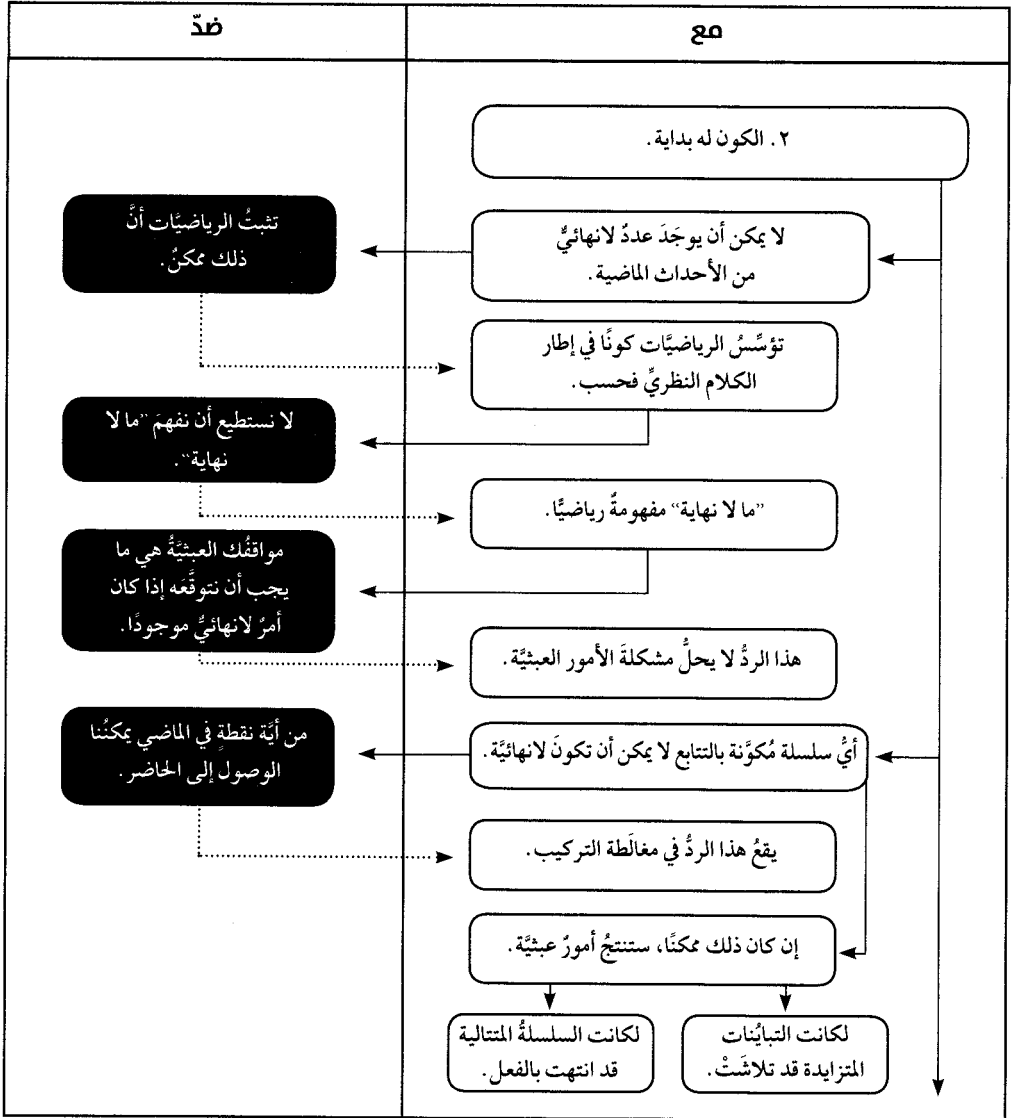 مع
ضدّ
٢. الكون له بداية.
لا يمكن أن يوجَدَ عددٌ لانهائيٌّ
من الأحداث الماضية.
تثبتُ الرياضيَّات أنَّ
ذلك ممكنٌ.
تؤسِّسُ الرياضيَّات كونًا في إطار
الكلام النظريِّ فحسب.
لا نستطيع أن نفهمَ ”ما لا
نهاية“.
”ما لا نهاية“ مفهومةٌ رياضيًّا.
مواقفُك العبثيَّةُ هي ما
يجب أن نتوقَّعَه إذا كان
أمرٌ لانهائيٌّ موجودًا.
هذا الردُّ لا يحلُّ مشكلةَ الأمور العبثيَّة.
أيُّ سلسلة مُكوَّنة بالتتابع لا يمكن أن تكونَ لانهائيَّة.
من أيَّة نقطةٍ في الماضي يمكنُنا
الوصول إلى الحاضر.
يقعُ هذا الردُّ في مغالَطة التركيب.
إن كان ذلك ممكنًا، ستنتجُ أمورٌ عبثيَّة.
لكانت التبايُنات
المتزايدة قد تلاشَتْ.
لكانت السلسلةُ المتتالية
قد انتهت بالفعل.